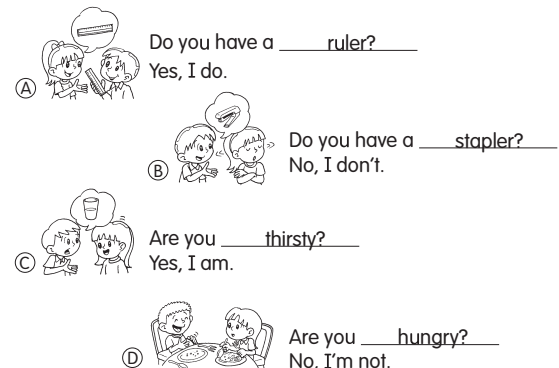 Do you have a ruler?
Yes, I do.
A
Do you have a stapler?
B
No, I don't.
Are you thirsty?
C
Yes, I am.
Are you hungry?
D
No, I'm not.